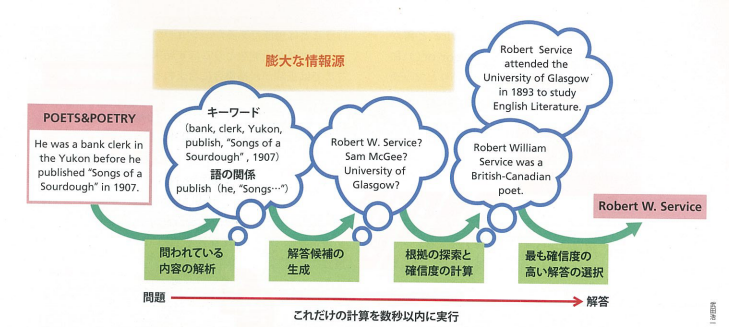 膨大な情報源
POETS&POETRY
He was a bank clerk in
the Yukon before he
published “Songs of a
Sourdough” in 1907.
キーワード
(bank, clerk, Yukon,
publish, “Songs of a
Sourdough” , 1907)
語の関係
publish (he, “Songs…”)
Robert W. Service?
Sam McGee?
University of
Glasgow?
Robert Service
attended the
University of Glasgow
in 1893 to study
English Literature.
Robert William
Service was a
British-Canadian
poet.
Robert W. Service
問われている
内容の解析
解答候補の
生成
根拠の探索と
確信度の計算
最も確信度の
高い解答の選択
問題
解答
これだけの計算を数秒以内に実行